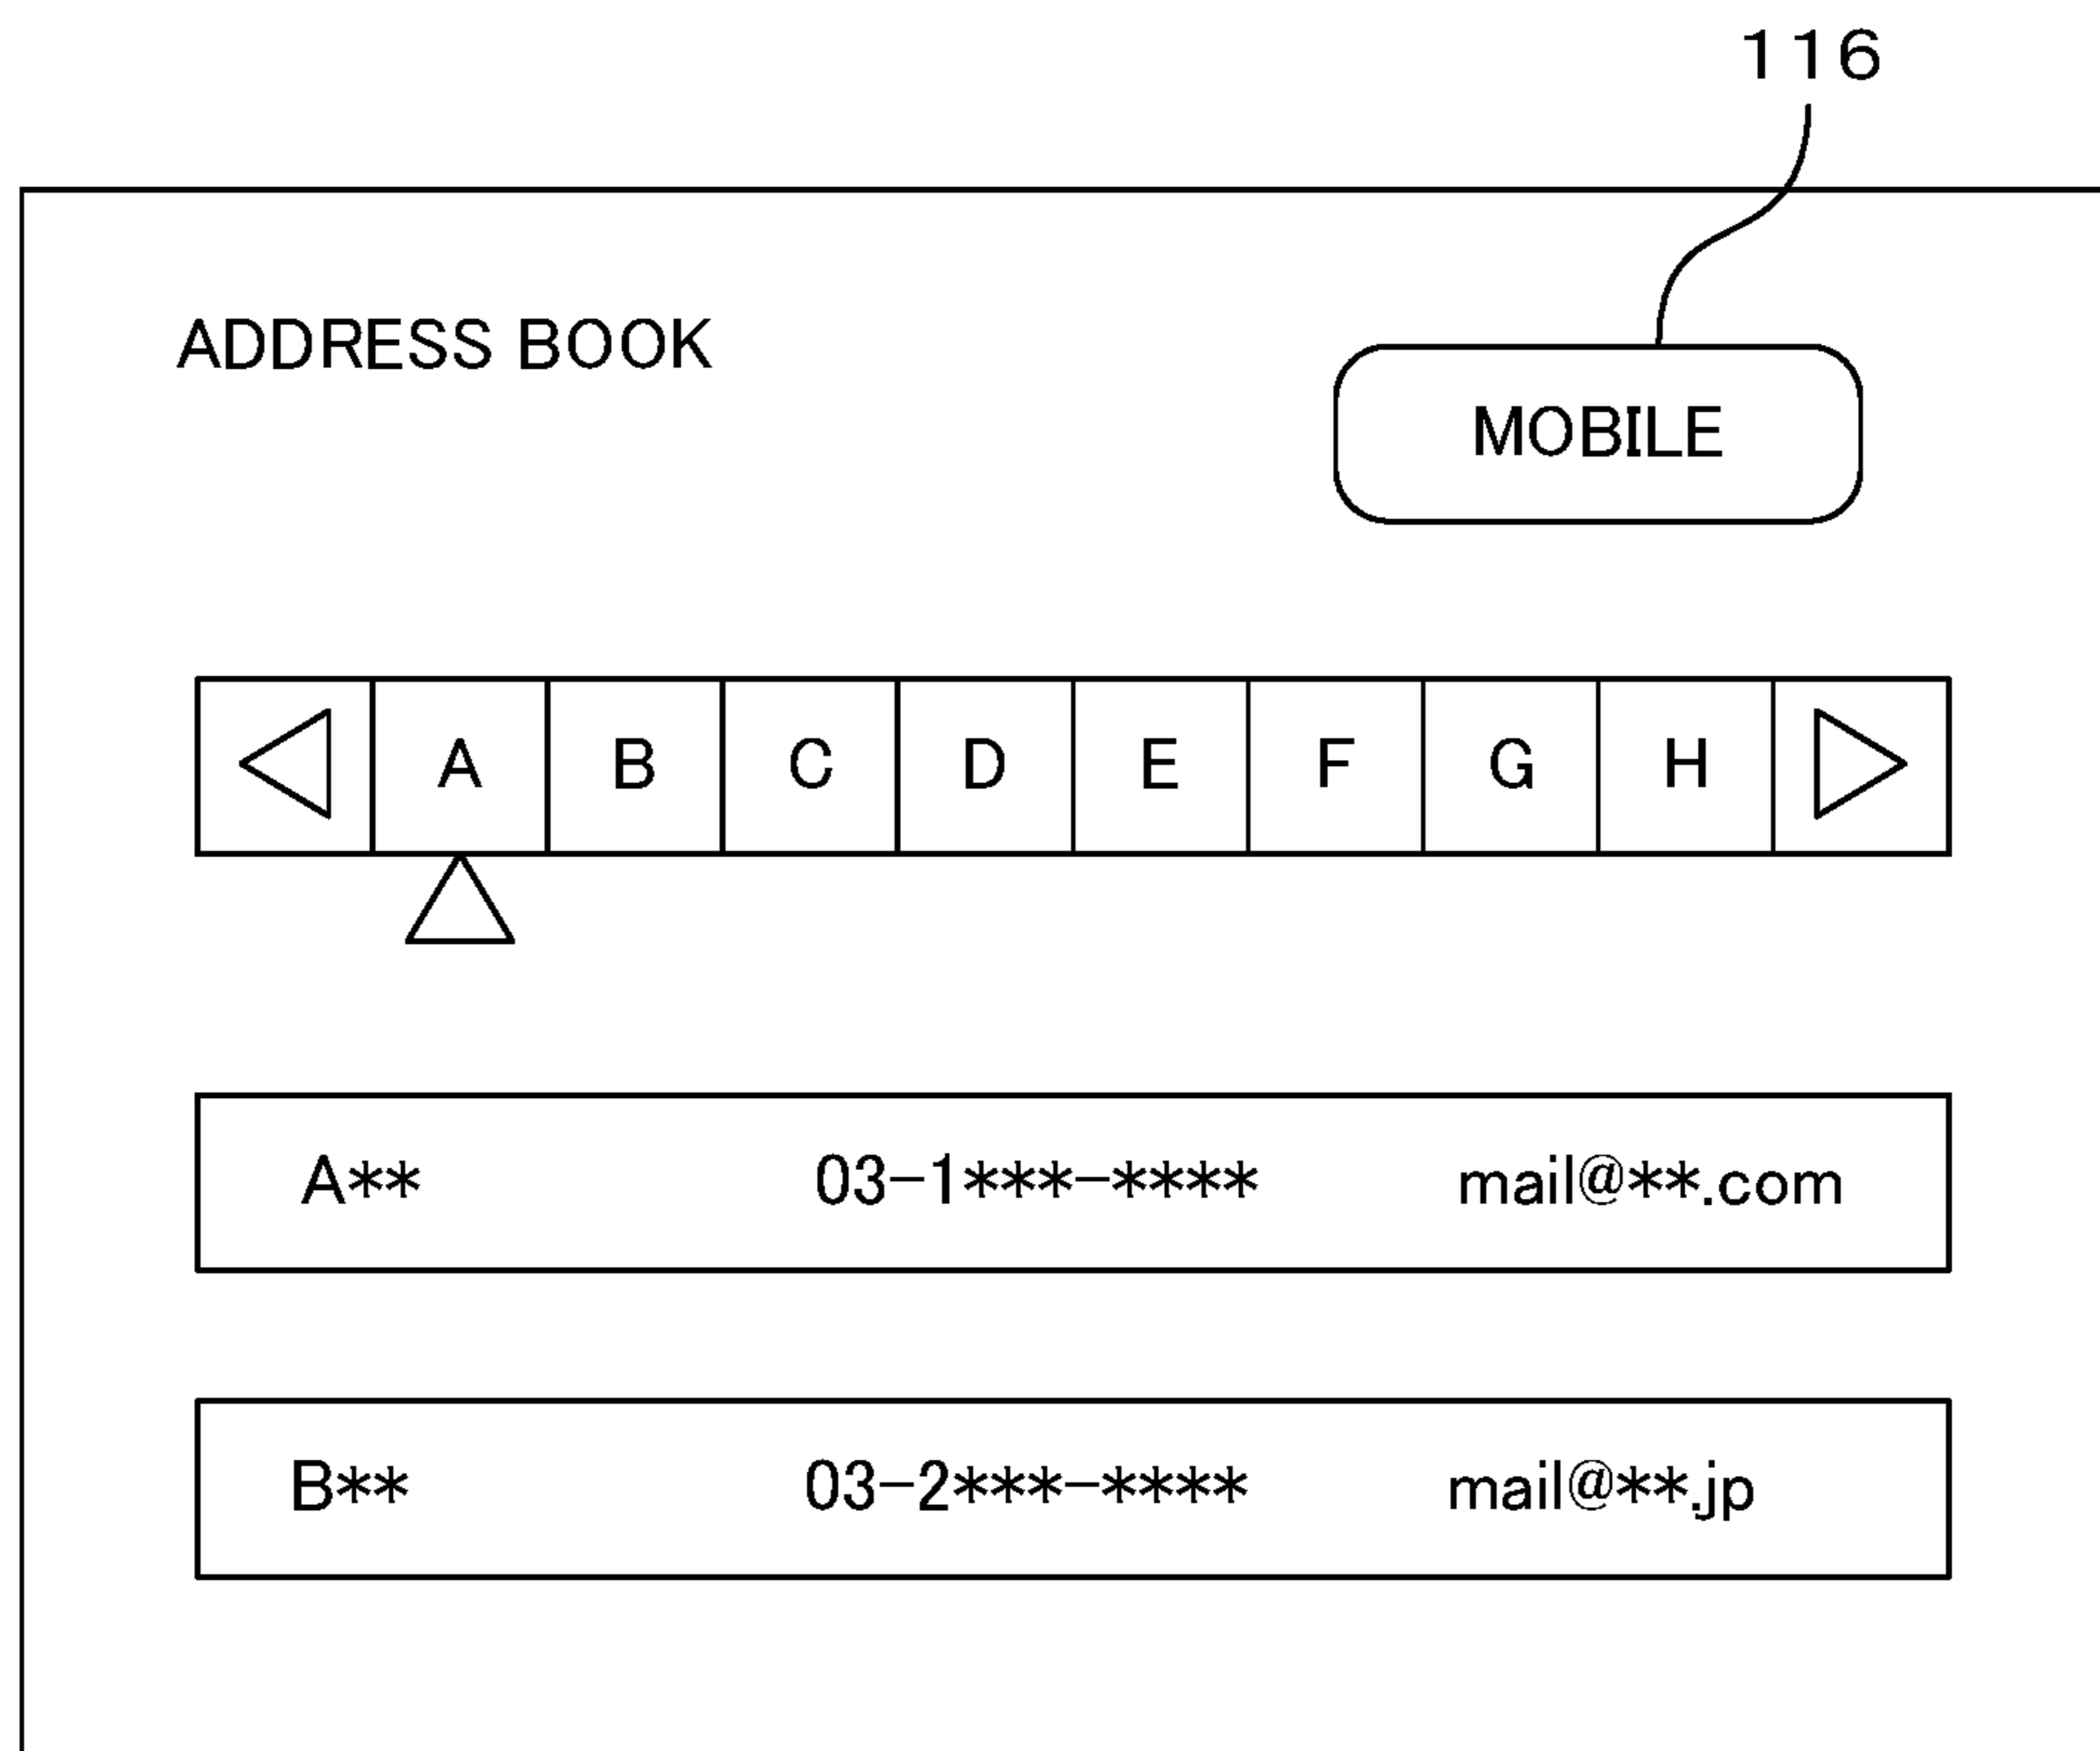 116
ADDRESS BOOK
MOBILE
A B C D E F G H
A** 03-1***-**** mail@**.com
B** 03-2***-**** mail@**.jp